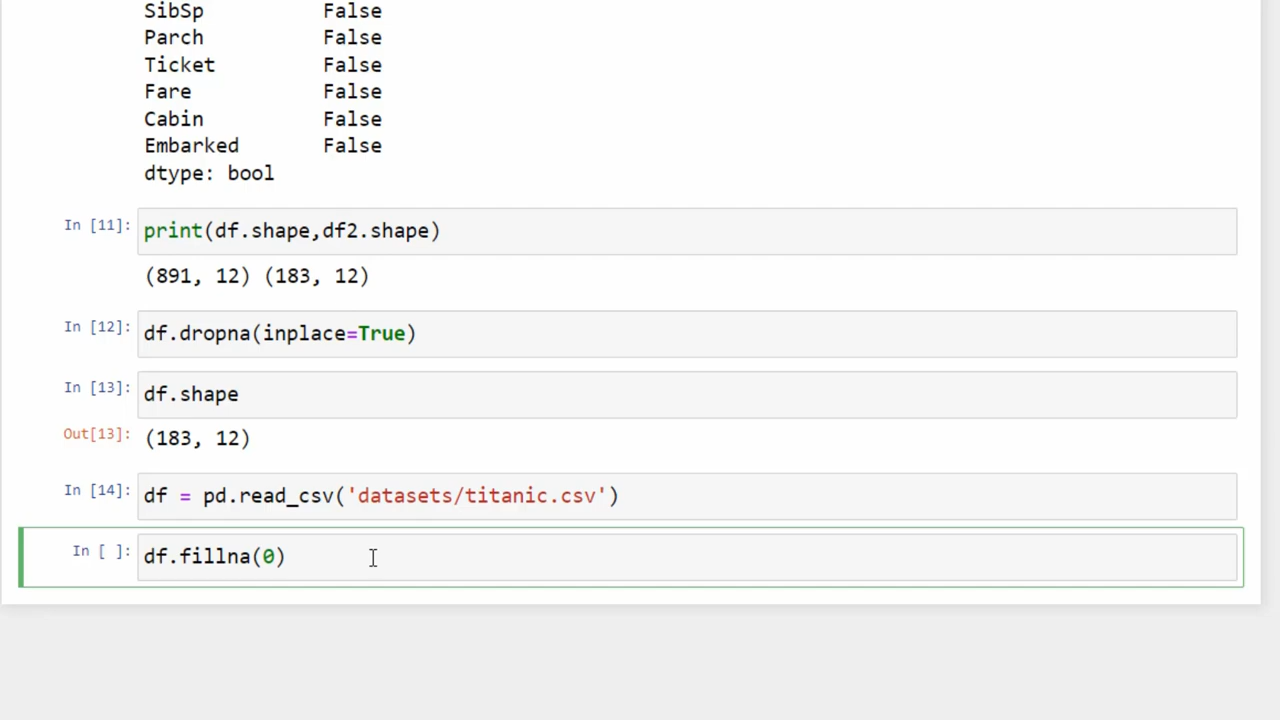 SibSp False
Parch False
Ticket False
Fare False
Cabin False
Embarked False
dtype: bool
In [11]: print(df.shape,df2.shape)
(891, 12) (183, 12)
In [12]: df.dropna(inplace=True)
In [13]: df.shape
Out[13]: (183, 12)
In [14]: df = pd.read_csv('datasets/titanic.csv')
In [ ]: df.fillna(0)